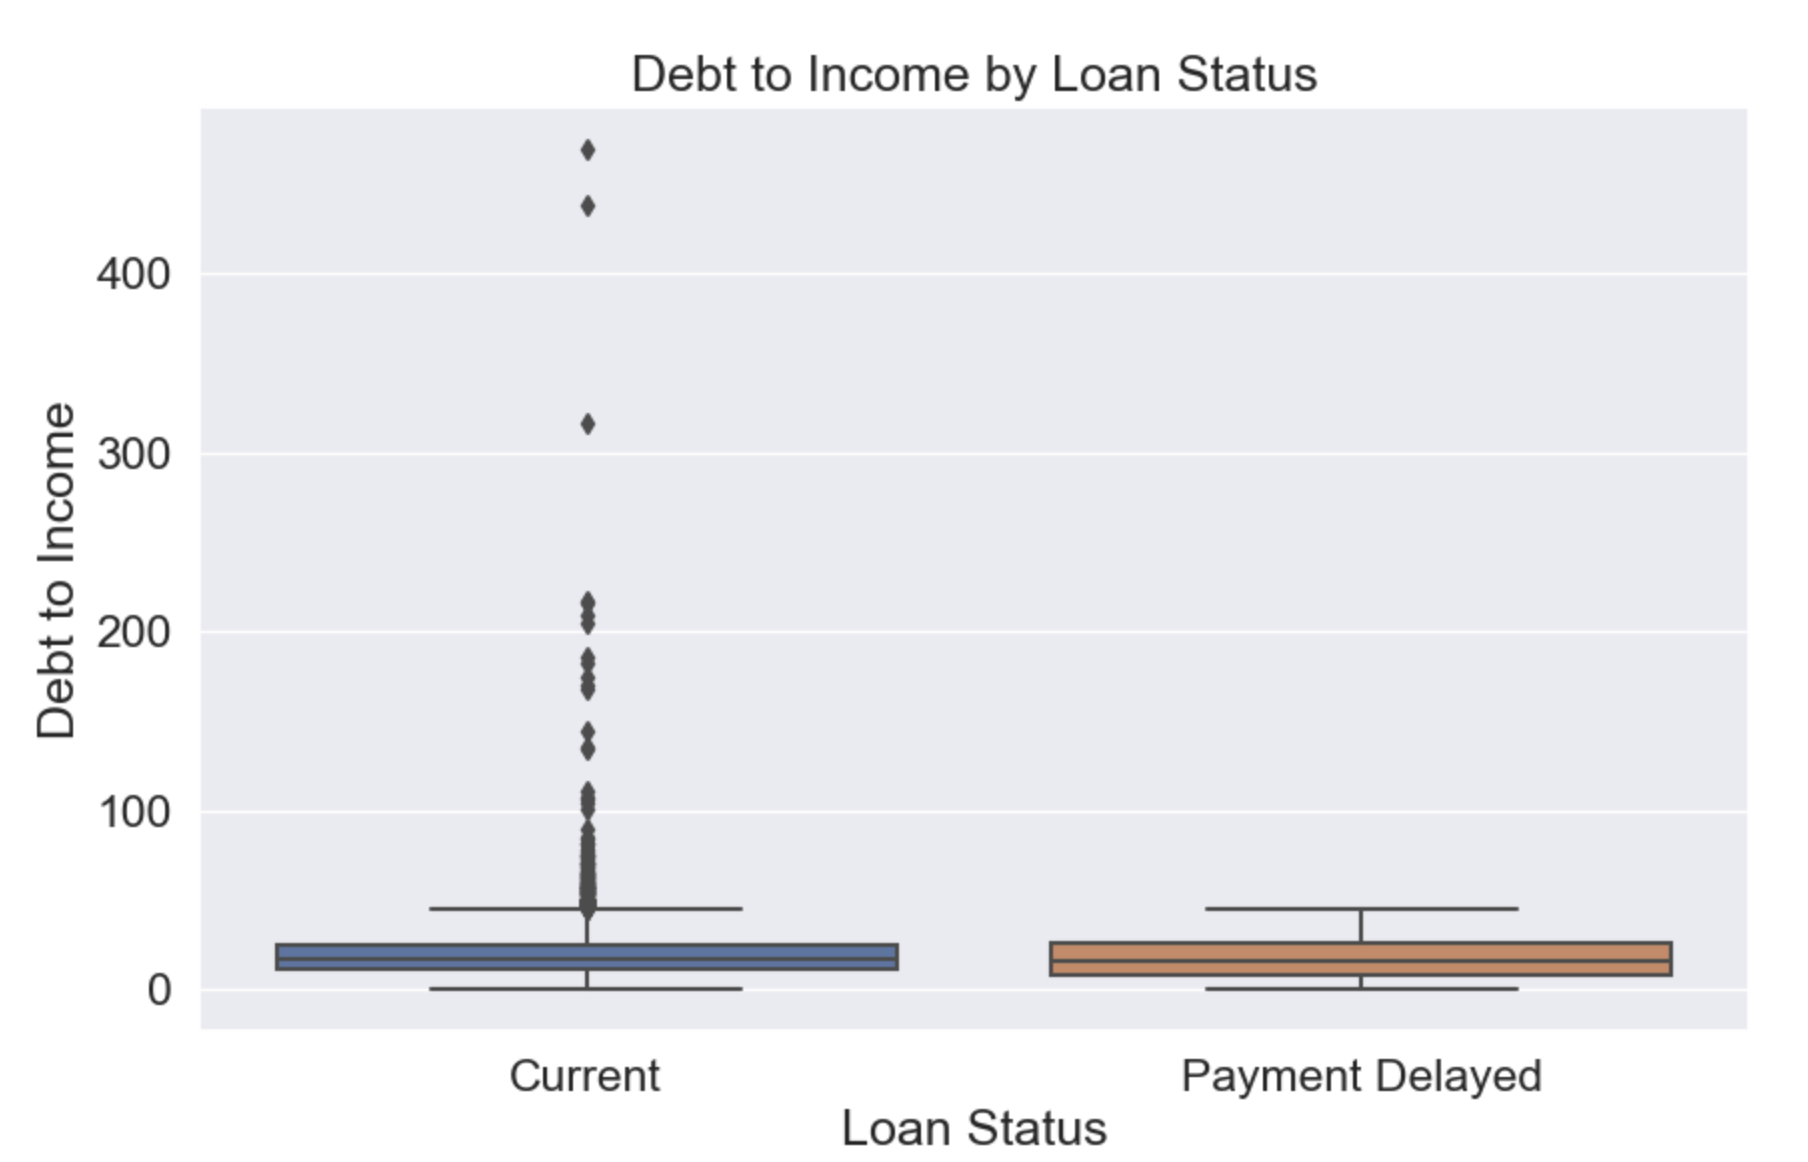 Debt to Income by Loan Status
Debt to Income
400
300
200
100
0
Current
Payment Delayed
Loan Status